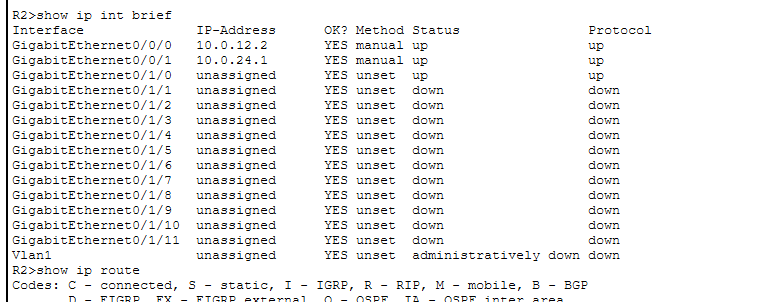 R2>show ip int brief
Interface IP-Address OK? Method Status Protocol
GigabitEthernet0/0/0 10.0.12.2 YES manual up up
GigabitEthernet0/0/1 10.0.24.1 YES manual up up
GigabitEthernet0/1/0 unassigned YES unset up up
GigabitEthernet0/1/1 unassigned YES unset down down
GigabitEthernet0/1/2 unassigned YES unset down down
GigabitEthernet0/1/3 unassigned YES unset down down
GigabitEthernet0/1/4 unassigned YES unset down down
GigabitEthernet0/1/5 unassigned YES unset down down
GigabitEthernet0/1/6 unassigned YES unset down down
GigabitEthernet0/1/7 unassigned YES unset down down
GigabitEthernet0/1/8 unassigned YES unset down down
GigabitEthernet0/1/9 unassigned YES unset down down
GigabitEthernet0/1/10 unassigned YES unset down down
GigabitEthernet0/1/11 unassigned YES unset down down
Vlan1 unassigned YES unset administratively down down
R2>show ip route
Codes: C - connected, S - static, I - IGRP, R - RIP, M - mobile, B - BGP
D - EIGRP, EX - EIGRP external, O - OSPF, IA - OSPF inter area